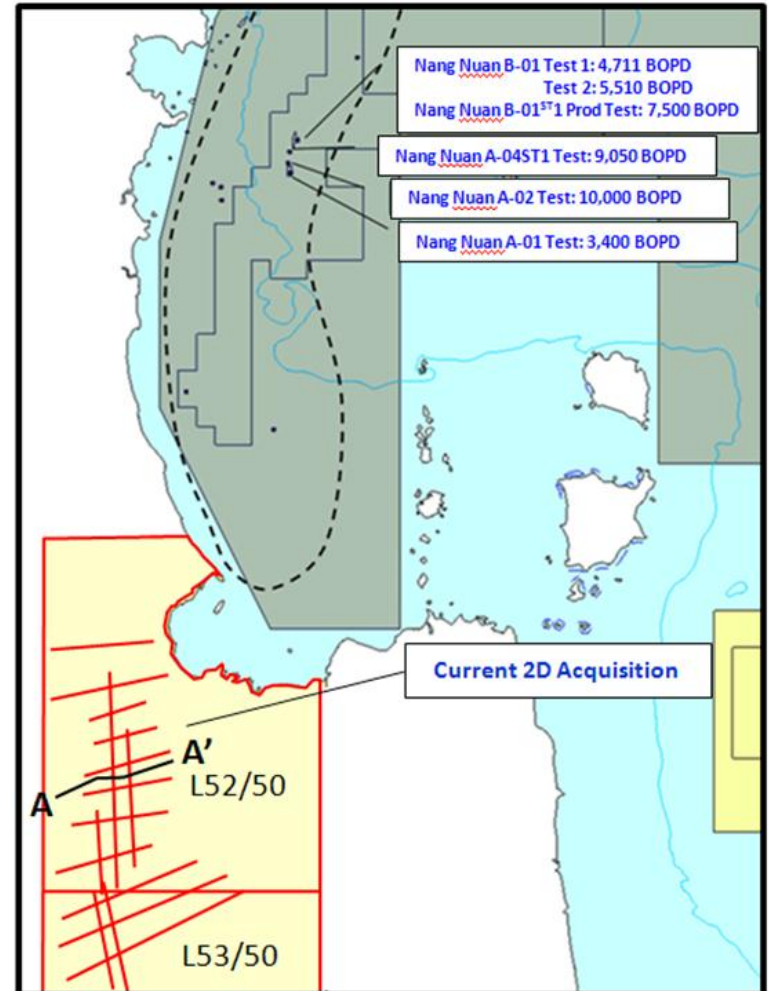 Nang Nuan B-01 Test 1: 4,711 BOPD
Test 2: 5,510 BOPD
Nang Nuan B-01ST1 Prod Test: 7,500 BOPD
Nang Nuan A-04ST1 Test: 9,050 BOPD
Nang Nuan A-02 Test: 10,000 BOPD
Nang Nuan A-01 Test: 3,400 BOPD
Current 2D Acquisition
A'
L52/50
A
L53/50